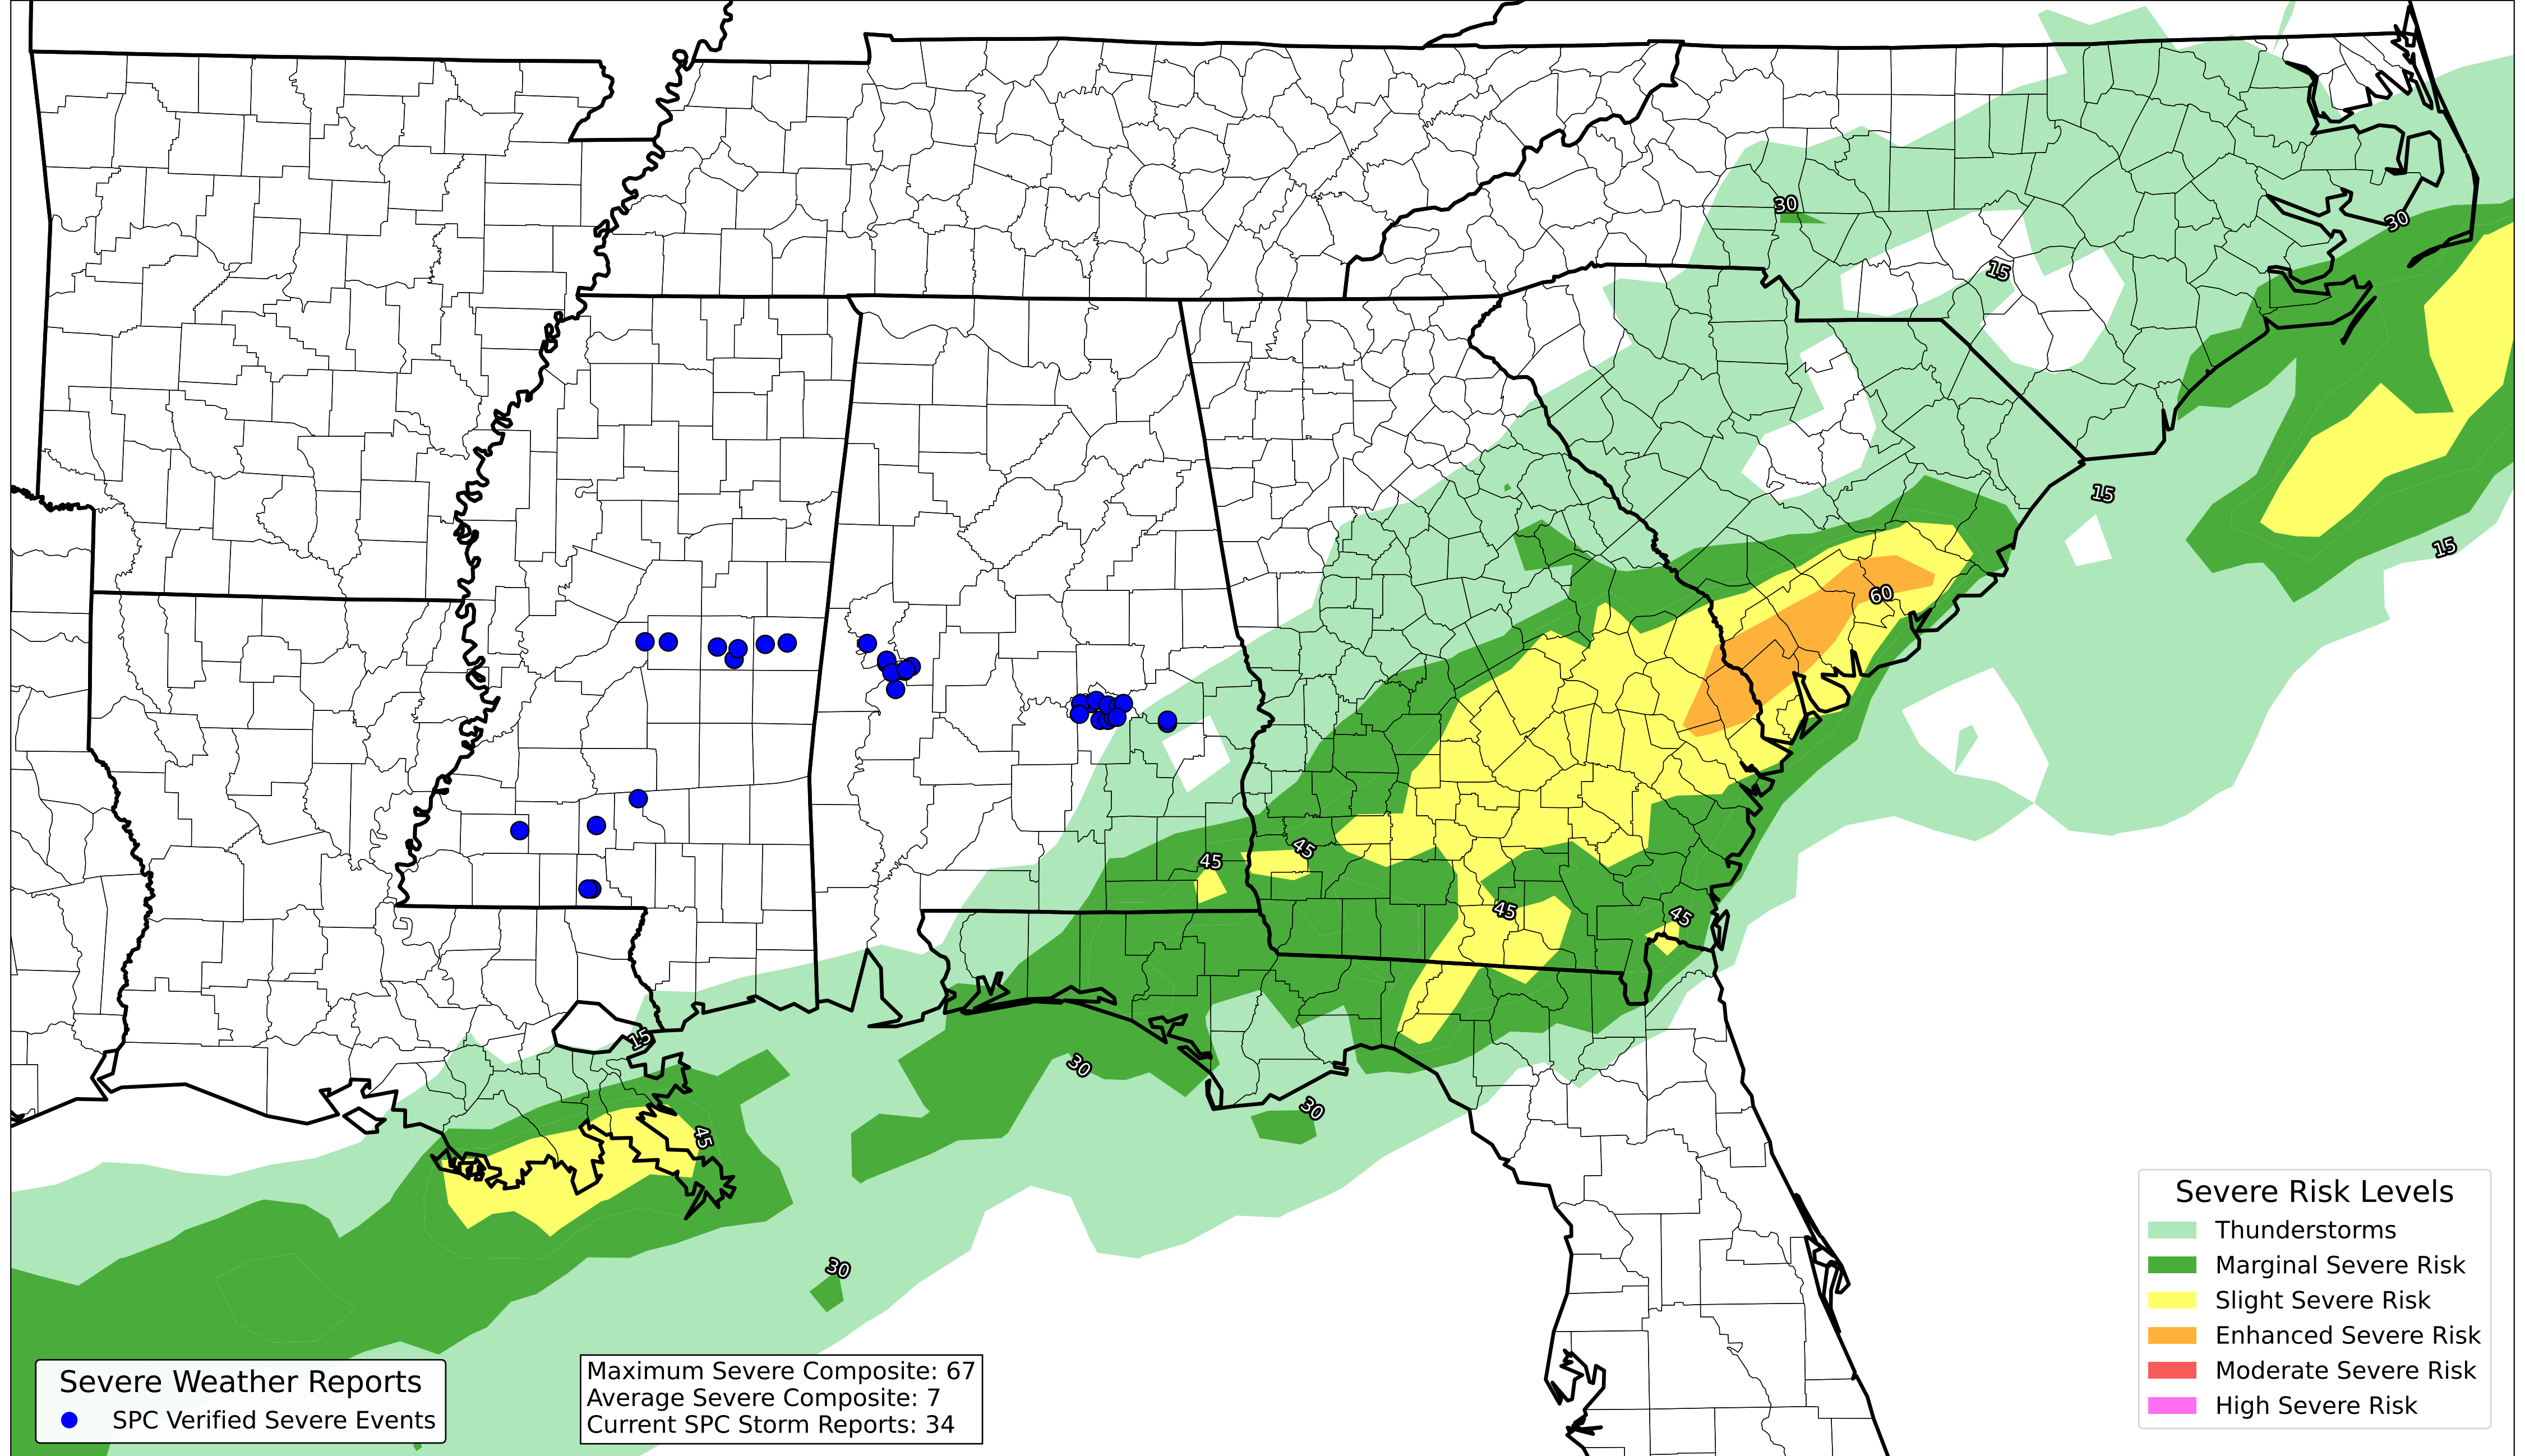 30
30
15
15
15
60
45
45
45
45
15
30
30
45
30
Severe Risk Levels
Thunderstorms
Marginal Severe Risk
Slight Severe Risk
Enhanced Severe Risk
Moderate Severe Risk
High Severe Risk
Severe Weather Reports
SPC Verified Severe Events
Maximum Severe Composite: 67
Average Severe Composite: 7
Current SPC Storm Reports: 34